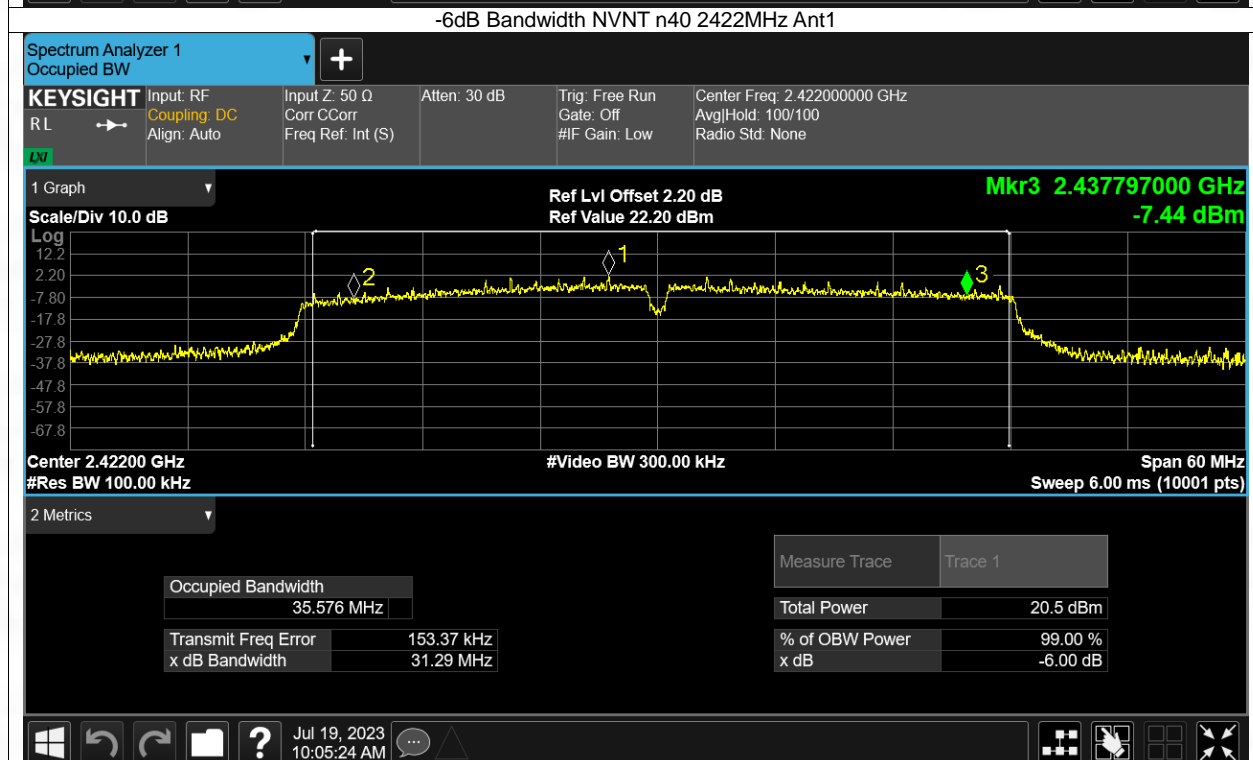 -6dB Bandwidth NVNT n40 2422MHz Ant1
Spectrum Analyzer 1
Occupied BW
+
KEYSIGHT
RL
LXI
Input: RF
Coupling: DC
Align: Auto
Input Z: 50 Ω
Corr CCorr
Freq Ref: Int (S)
Atten: 30 dB
Trig: Free Run
Gate: Off
#IF Gain: Low
Center Freq: 2.422000000 GHz
Avg|Hold: 100/100
Radio Std: None
1 Graph
Scale/Div 10.0 dB
Ref Lvl Offset 2.20 dB
Ref Value 22.20 dBm
Mkr3 2.437797000 GHz
-7.44 dBm
Log
12.2
2.20
-7.80
-17.8
-27.8
-37.8
-47.8
-57.8
-67.8
2
1
3
Center 2.42200 GHz
#Video BW 300.00 kHz
Span 60 MHz
#Res BW 100.00 kHz
Sweep 6.00 ms (10001 pts)
2 Metrics
Measure Trace Trace 1
Occupied Bandwidth
35.576 MHz
Total Power 20.5 dBm
Transmit Freq Error 153.37 kHz
% of OBW Power 99.00 %
x dB Bandwidth 31.29 MHz
x dB -6.00 dB
?
Jul 19, 2023
10:05:24 AM